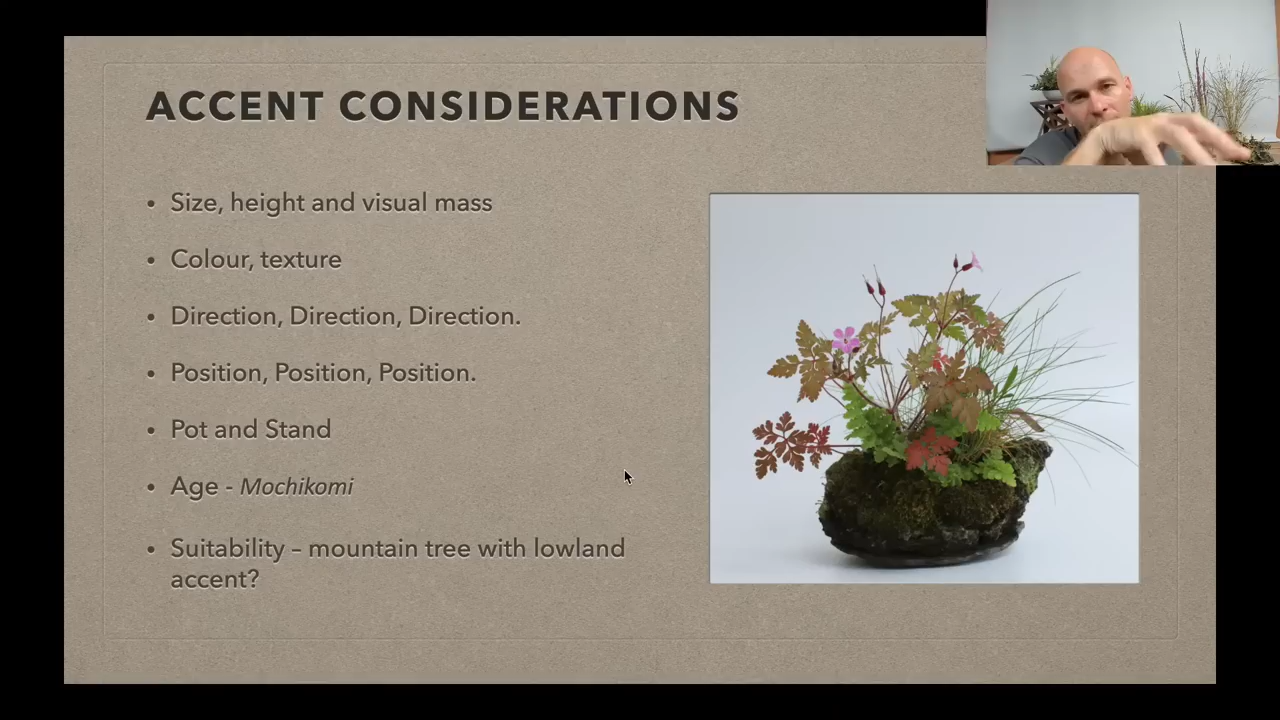 ACCENT CONSIDERATIONS
• Size, height and visual mass
• Colour, texture
• Direction, Direction, Direction.
• Position, Position, Position.
• Pot and Stand
• Age - Mochikomi
• Suitability – mountain tree with lowland
accent?